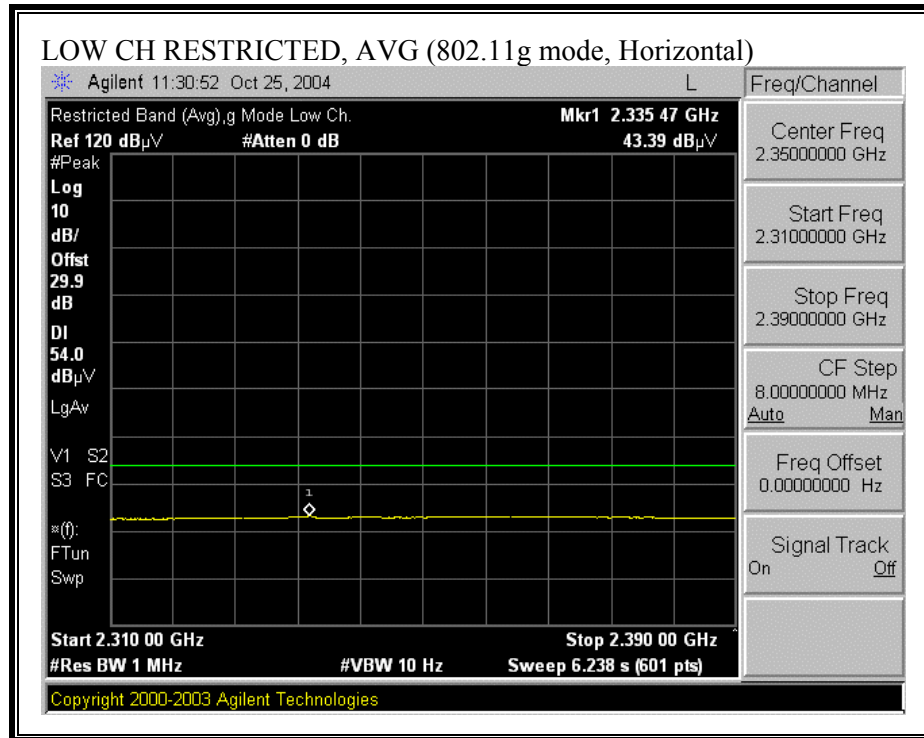 LOW CH RESTRICTED, AVG (802.11g mode, Horizontal)
Agilent 11:30:52 Oct 25, 2004 L
Freq/Channel
Restricted Band (Avg),g Mode Low Ch. Mkr1 2.335 47 GHz
Ref 120 dBµV #Atten 0 dB 43.39 dBµV
#Peak
Log
10
dB/
Offst
29.9
dB
DI
54.0
dBµV
LgAv
V1 S2
S3 FC
1
¤(f):
FTun
Swp
Start 2.310 00 GHz Stop 2.390 00 GHz
#Res BW 1 MHz #VBW 10 Hz Sweep 6.238 s (601 pts)
Center Freq
2.35000000 GHz
Start Freq
2.31000000 GHz
Stop Freq
2.39000000 GHz
CF Step
8.00000000 MHz
Auto Man
Freq Offset
0.00000000 Hz
Signal Track
On Off
Copyright 2000-2003 Agilent Technologies